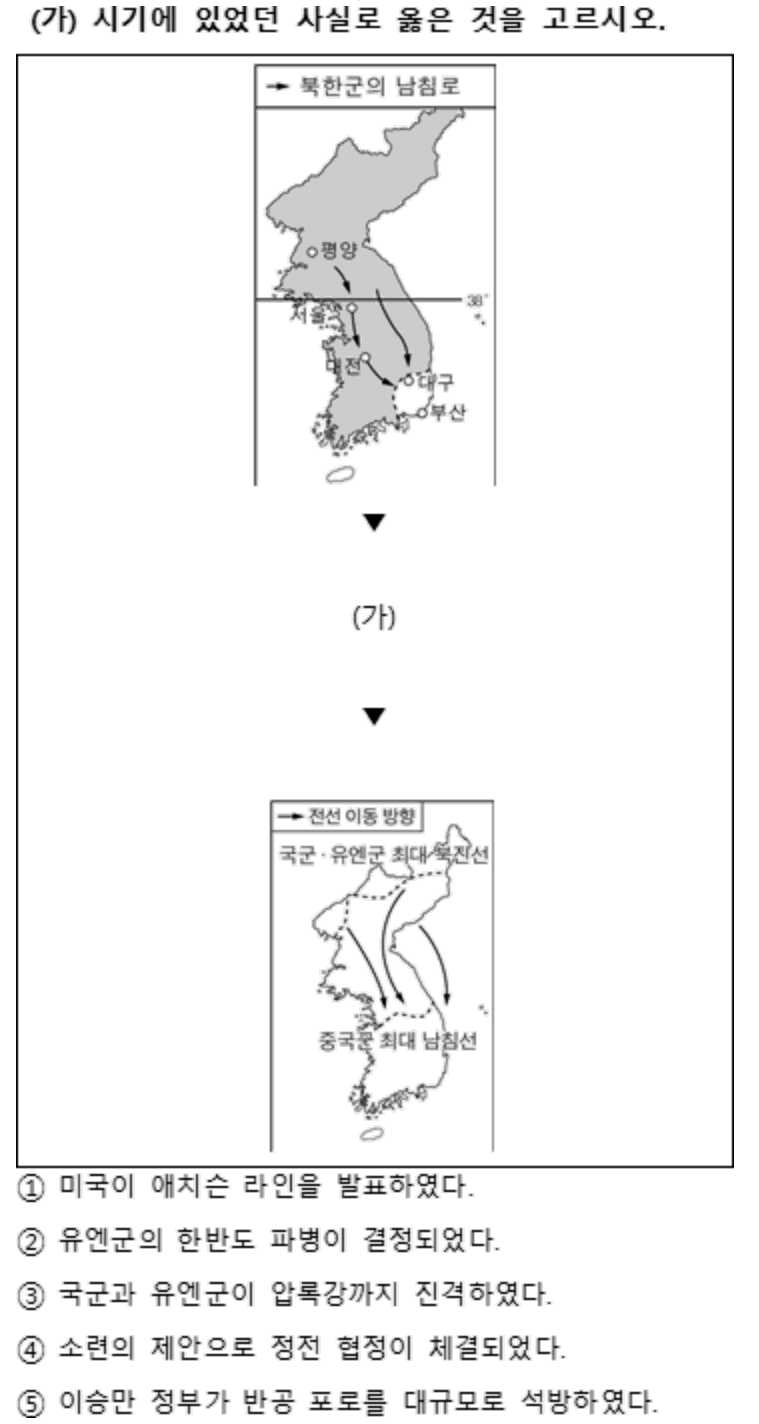 (가) 시기에 있었던 사실로 옳은 것을 고르시오.
→ 북한군의 남침로
평양
38°
서울
대전
대구
부산
▼
(가)
▼
→ 전선 이동 방향
국군·유엔군 최대 북진선
중국군 최대 남침선
① 미국이 애치슨 라인을 발표하였다.
② 유엔군의 한반도 파병이 결정되었다.
③ 국군과 유엔군이 압록강까지 진격하였다.
④ 소련의 제안으로 정전 협정이 체결되었다.
⑤ 이승만 정부가 반공 포로를 대규모로 석방하였다.